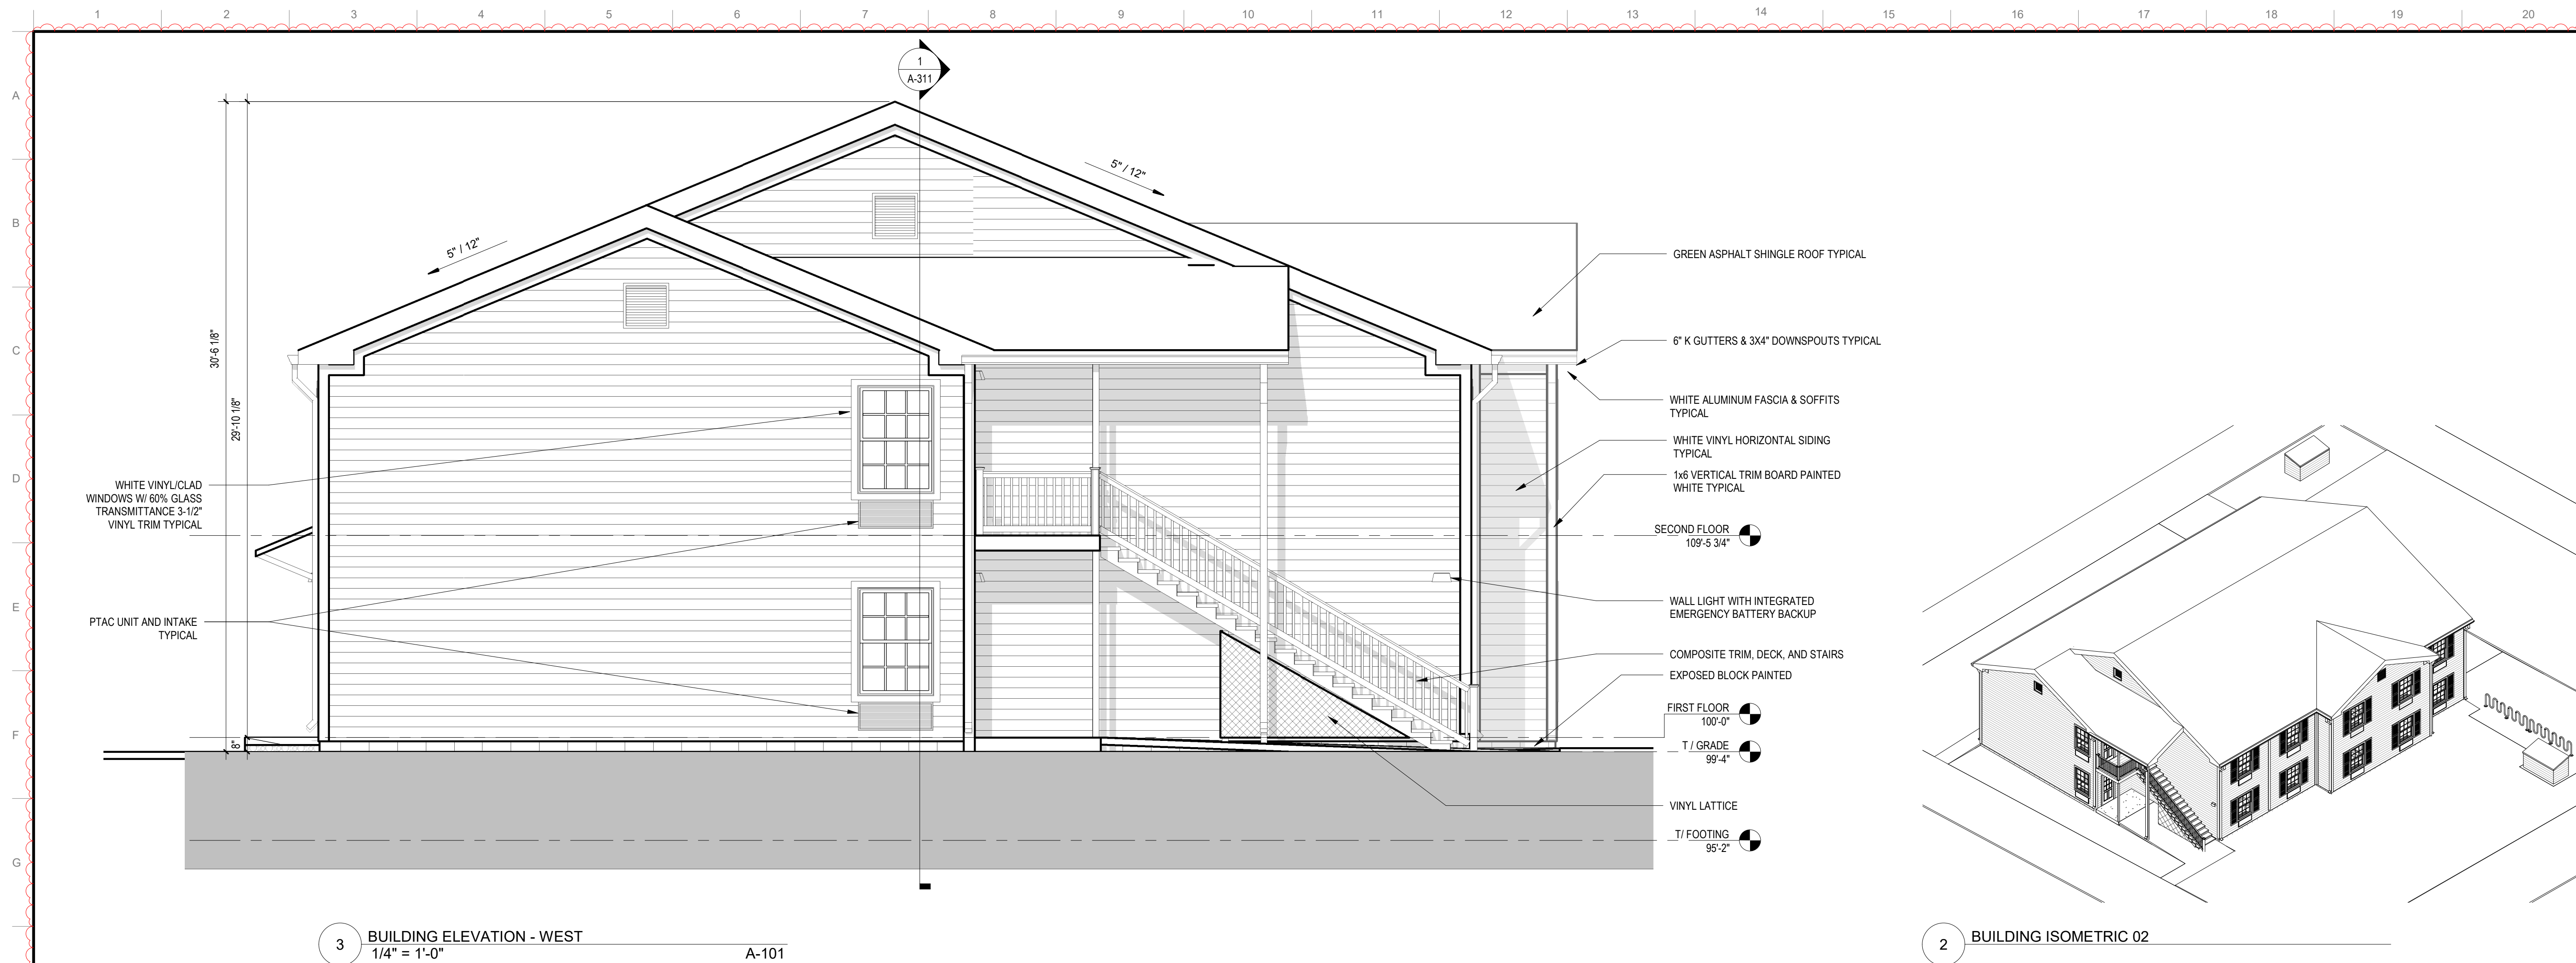 1 2 3 4 5 6 7 8 9 10 11 12 13 14 15 16 17 18 19 20
A
B
C
D
E
F
G
1
A-311
5" / 12"
5" / 12"
30'-6 1/8"
29'-10 1/8"
8"
WHITE VINYL/CLAD
WINDOWS W/ 60% GLASS
TRANSMITTANCE 3-1/2"
VINYL TRIM TYPICAL
PTAC UNIT AND INTAKE
TYPICAL
GREEN ASPHALT SHINGLE ROOF TYPICAL
6" K GUTTERS & 3X4" DOWNSPOUTS TYPICAL
WHITE ALUMINUM FASCIA & SOFFITS
TYPICAL
WHITE VINYL HORIZONTAL SIDING
TYPICAL
1x6 VERTICAL TRIM BOARD PAINTED
WHITE TYPICAL
SECOND FLOOR
109'-5 3/4"
WALL LIGHT WITH INTEGRATED
EMERGENCY BATTERY BACKUP
COMPOSITE TRIM, DECK, AND STAIRS
EXPOSED BLOCK PAINTED
FIRST FLOOR
100'-0"
T / GRADE
99'-4"
VINYL LATTICE
T/ FOOTING
95'-2"
3
BUILDING ELEVATION - WEST
1/4" = 1'-0"
A-101
2
BUILDING ISOMETRIC 02